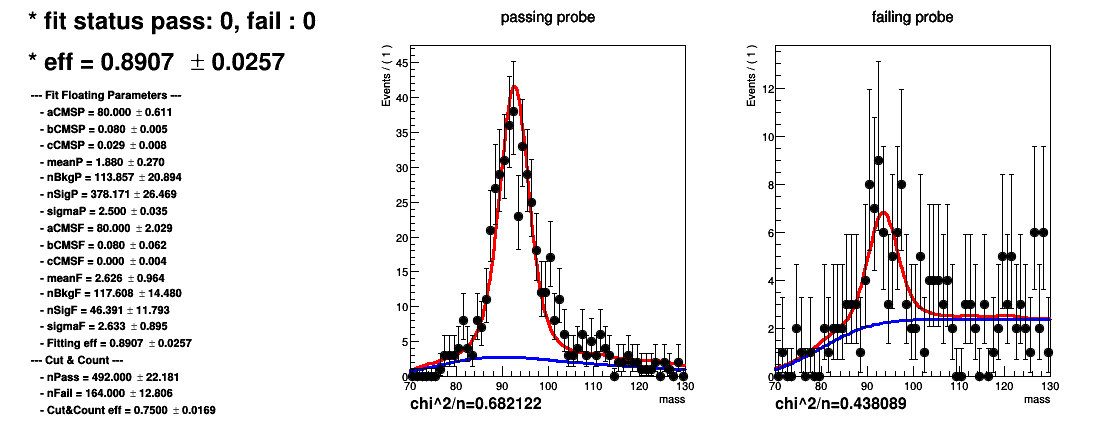 * fit status pass: 0, fail : 0
* eff = 0.8907 ± 0.0257
--- Fit Floating Parameters ---
- aCMSP = 80.000 ± 0.611
- bCMSP = 0.080 ± 0.005
- cCMSP = 0.029 ± 0.008
- meanP = 1.880 ± 0.270
- nBkgP = 113.857 ± 20.894
- nSigP = 378.171 ± 26.469
- sigmaP = 2.500 ± 0.035
- aCMSF = 80.000 ± 2.029
- bCMSF = 0.080 ± 0.062
- cCMSF = 0.000 ± 0.004
- meanF = 2.626 ± 0.964
- nBkgF = 117.608 ± 14.480
- nSigF = 46.391 ± 11.793
- sigmaF = 2.633 ± 0.895
- Fitting eff = 0.8907 ± 0.0257
--- Cut & Count ---
- nPass = 492.000 ± 22.181
- nFail = 164.000 ± 12.806
- Cut&Count eff = 0.7500 ± 0.0169
passing probe
Events / ( 1 )
45
40
35
30
25
20
15
10
5
0
70 80 90 100 110 120 130
mass
chi^2/n=0.682122
failing probe
Events / ( 1 )
12
10
8
6
4
2
0
70 80 90 100 110 120 130
mass
chi^2/n=0.438089